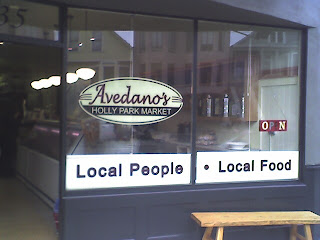 35
Avedano's
HOLLY PARK MARKET
OPEN
Local People • Local Food